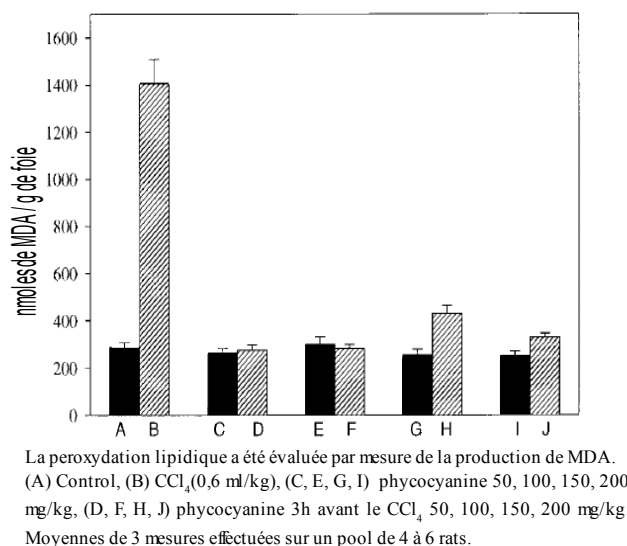 1600
1400
1200
1000
800
600
400
200
0
nmoles de MDA / g de foie
A B C D E F G H I J
La peroxydation lipidique a été évaluée par mesure de la production de MDA.
(A) Control, (B) CCl4(0,6 ml/kg), (C, E, G, I) phycocyanine 50, 100, 150, 200
mg/kg, (D, F, H, J) phycocyanine 3h avant le CCl4 50, 100, 150, 200 mg/kg
Moyennes de 3 mesures effectuées sur un pool de 4 à 6 rats.